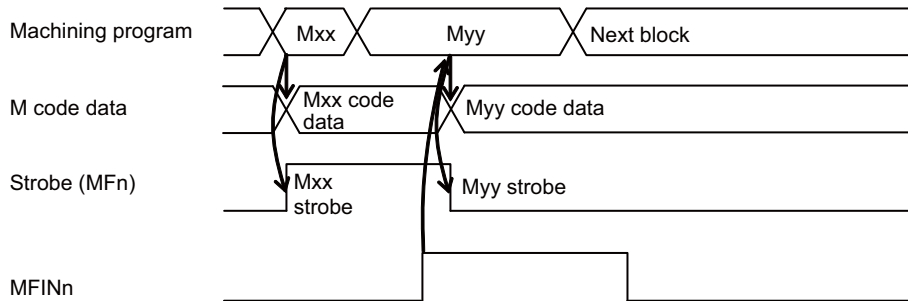 Machining program
Mxx
Myy
Next block
M code data
Mxx code
data
Myy code data
Strobe (MFn)
Mxx
strobe
Myy strobe
MFINn